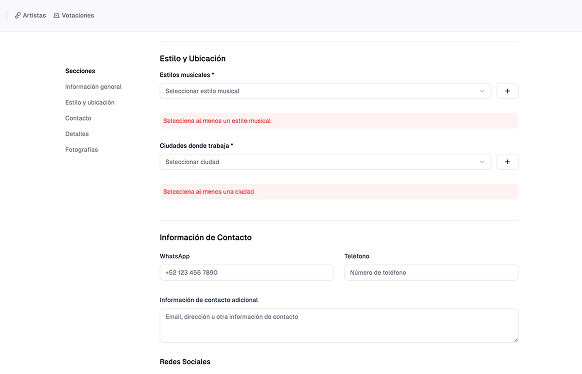 Artistas Votaciones
Estilo y Ubicación
Secciones
Información general
Estilo y ubicación
Contacto
Detalles
Fotografías
Estilos musicales *
Seleccionar estilo musical
Selecciona al menos un estilo musical
Ciudades donde trabaja *
Seleccionar ciudad
Selecciona al menos una ciudad
Información de Contacto
WhatsApp Teléfono
+52 123 456 7890 Número de teléfono
Información de contacto adicional
Email, dirección u otra información de contacto
Redes Sociales